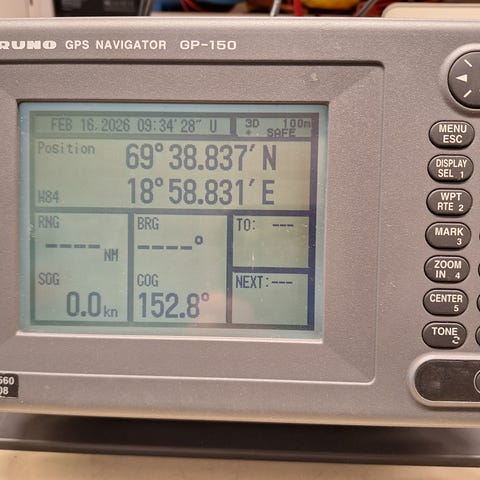 RUNO GPS NAVIGATOR GP-150
FEB 16,2026 09:34'28" U
3D 100m
SAFE
Position 69°38.837'N
W84 18°58.831'E
RNG
---- NM
BRG
----°
TO: ---
SOG
0.0kn
COG
152.8°
NEXT:---
MENU
ESC
DISPLAY
SEL 1
WPT
RTE 2
MARK
3
ZOOM
IN 4
CENTER
5
TONE
560
08